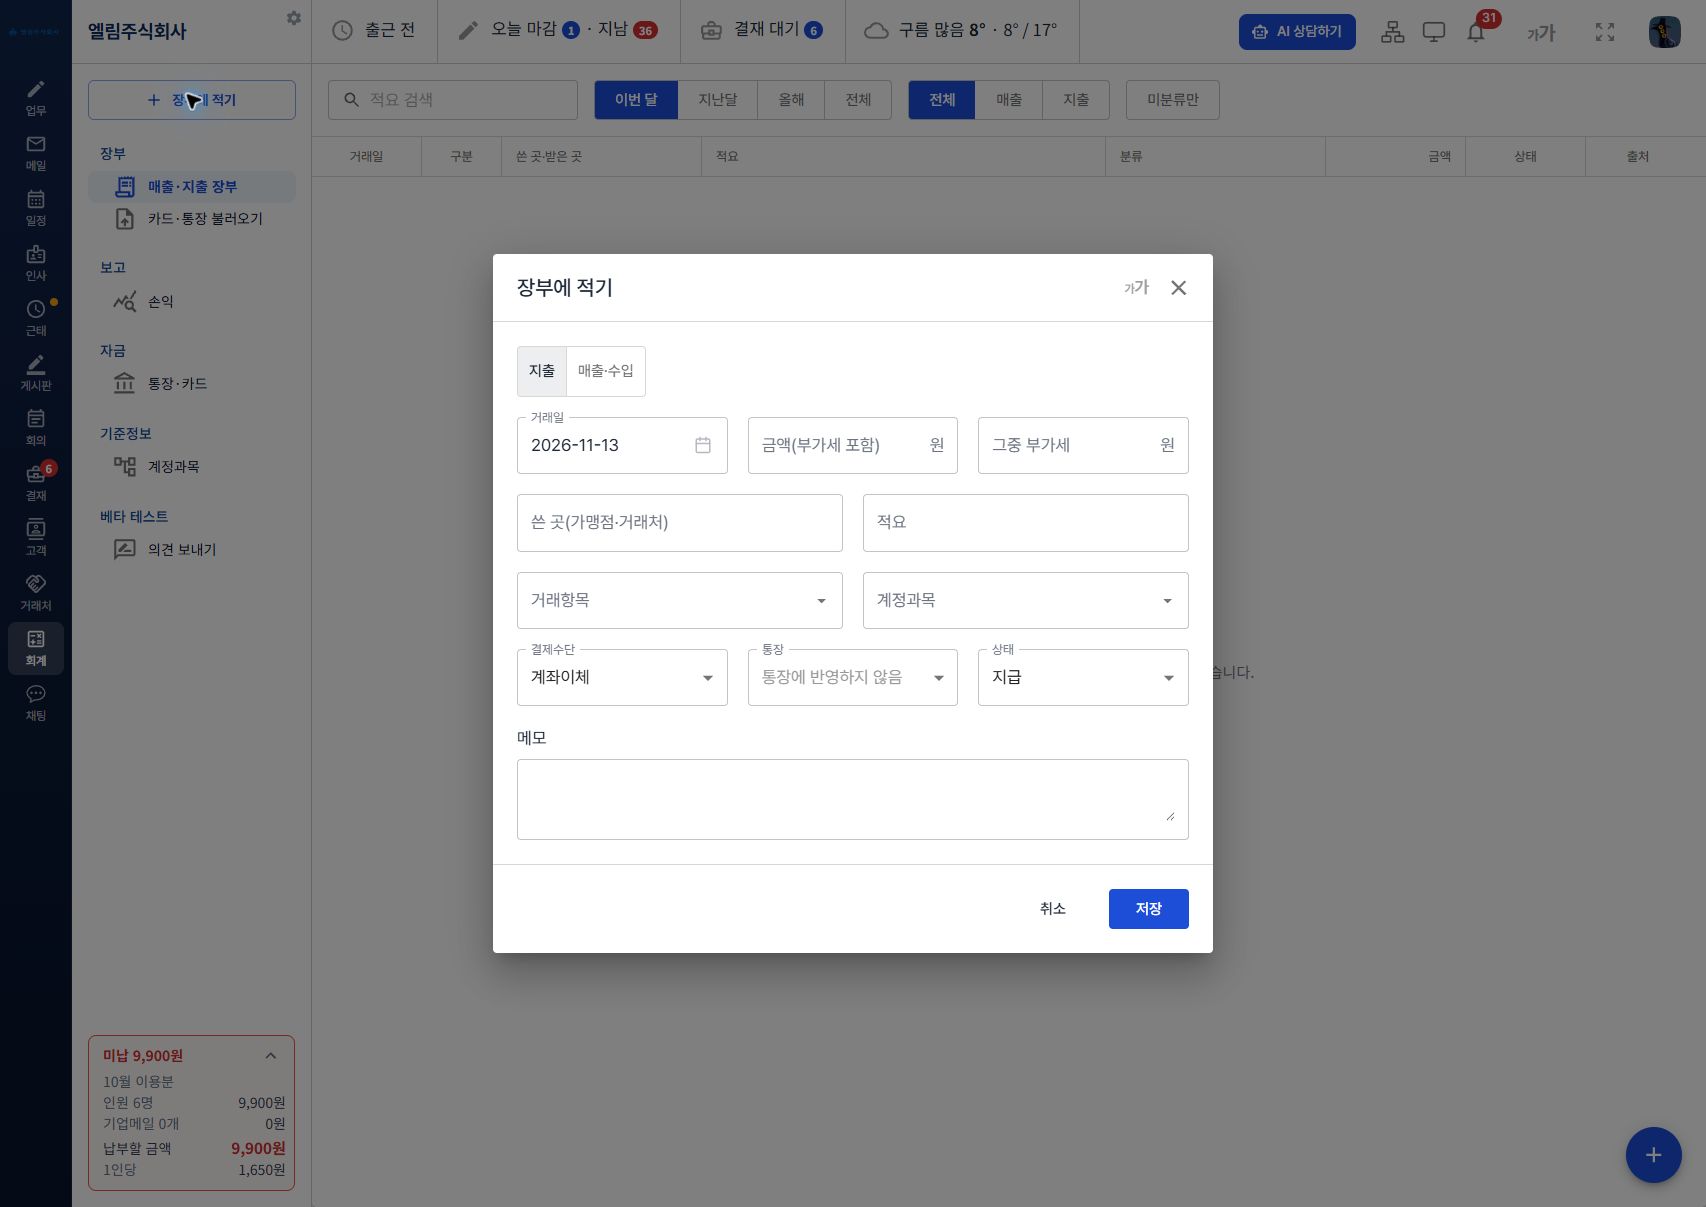 엘림주식회사
출근 전
오늘 마감 1 · 지남 36
결재 대기 6
구름 많음 8° · 8° / 17°
AI 상담하기
31
가가
업무
메일
일정
인사
근태
게시판
회의
6
결재
고객
거래처
회계
채팅
적기
장부
매출·지출 장부
카드·통장 불러오기
보고
손익
자금
통장·카드
기준정보
계정과목
베타 테스트
의견 보내기
미납 9,900원
10월 이용분
인원 6명 9,900원
기업메일 0개 0원
납부할 금액 9,900원
1인당 1,650원
적요 검색
이번 달 지난달 올해 전체
전체 매출 지출
미분류만
거래일 구분 쓴 곳·받은 곳 적요 분류 금액 상태 출처
습니다.
장부에 적기
가가
지출 매출·수입
거래일
2026-11-13
금액(부가세 포함) 원
그중 부가세 원
쓴 곳(가맹점·거래처)
적요
거래항목
계정과목
결제수단
계좌이체
통장
통장에 반영하지 않음
상태
지급
메모
취소
저장